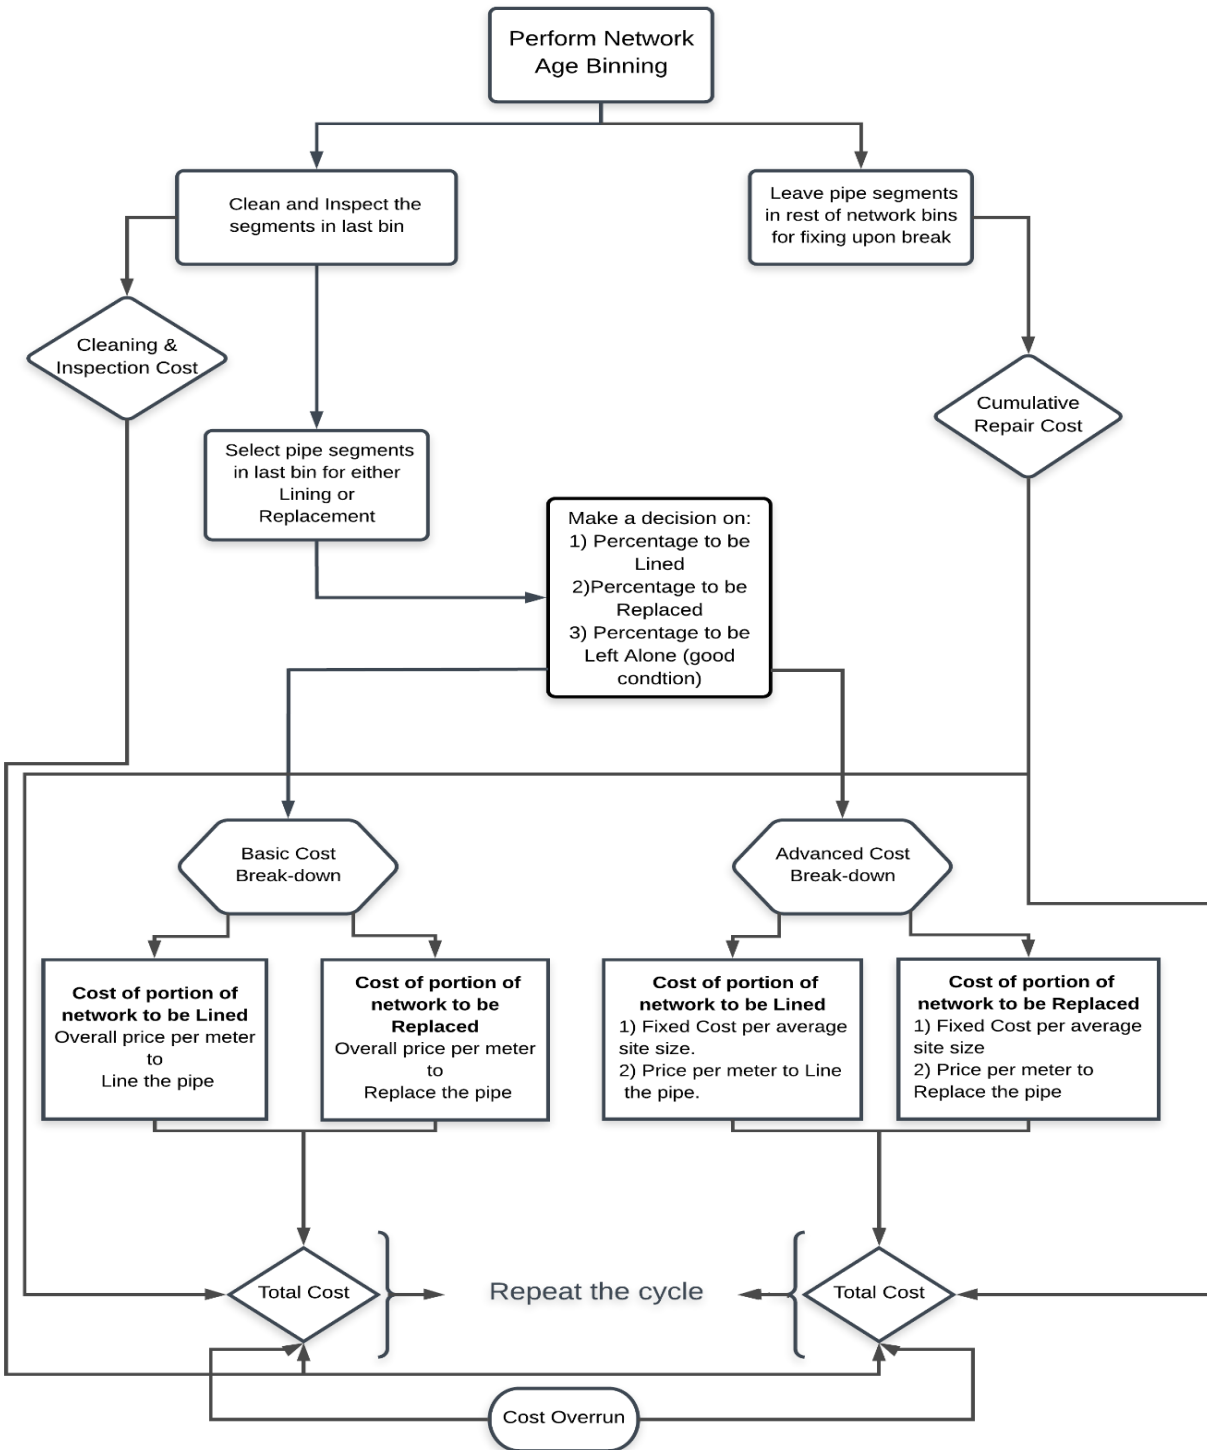 Perform Network
Age Binning
Clean and Inspect the
segments in last bin
Leave pipe segments
in rest of network bins
for fixing upon break
Cleaning &
Inspection Cost
Cumulative
Repair Cost
Select pipe segments
in last bin for either
Lining or
Replacement
Make a decision on:
1) Percentage to be
Lined
2)Percentage to be
Replaced
3) Percentage to be
Left Alone (good
condtion)
Basic Cost
Break-down
Advanced Cost
Break-down
Cost of portion of
network to be Lined
Overall price per meter
to
Line the pipe
Cost of portion of
network to be
Replaced
Overall price per meter
to
Replace the pipe
Cost of portion of
network to be Lined
1) Fixed Cost per average
site size.
2) Price per meter to Line
the pipe.
Cost of portion of
network to be Replaced
1) Fixed Cost per average
site size
2) Price per meter to
Replace the pipe
Total Cost
Repeat the cycle
Total Cost
Cost Overrun